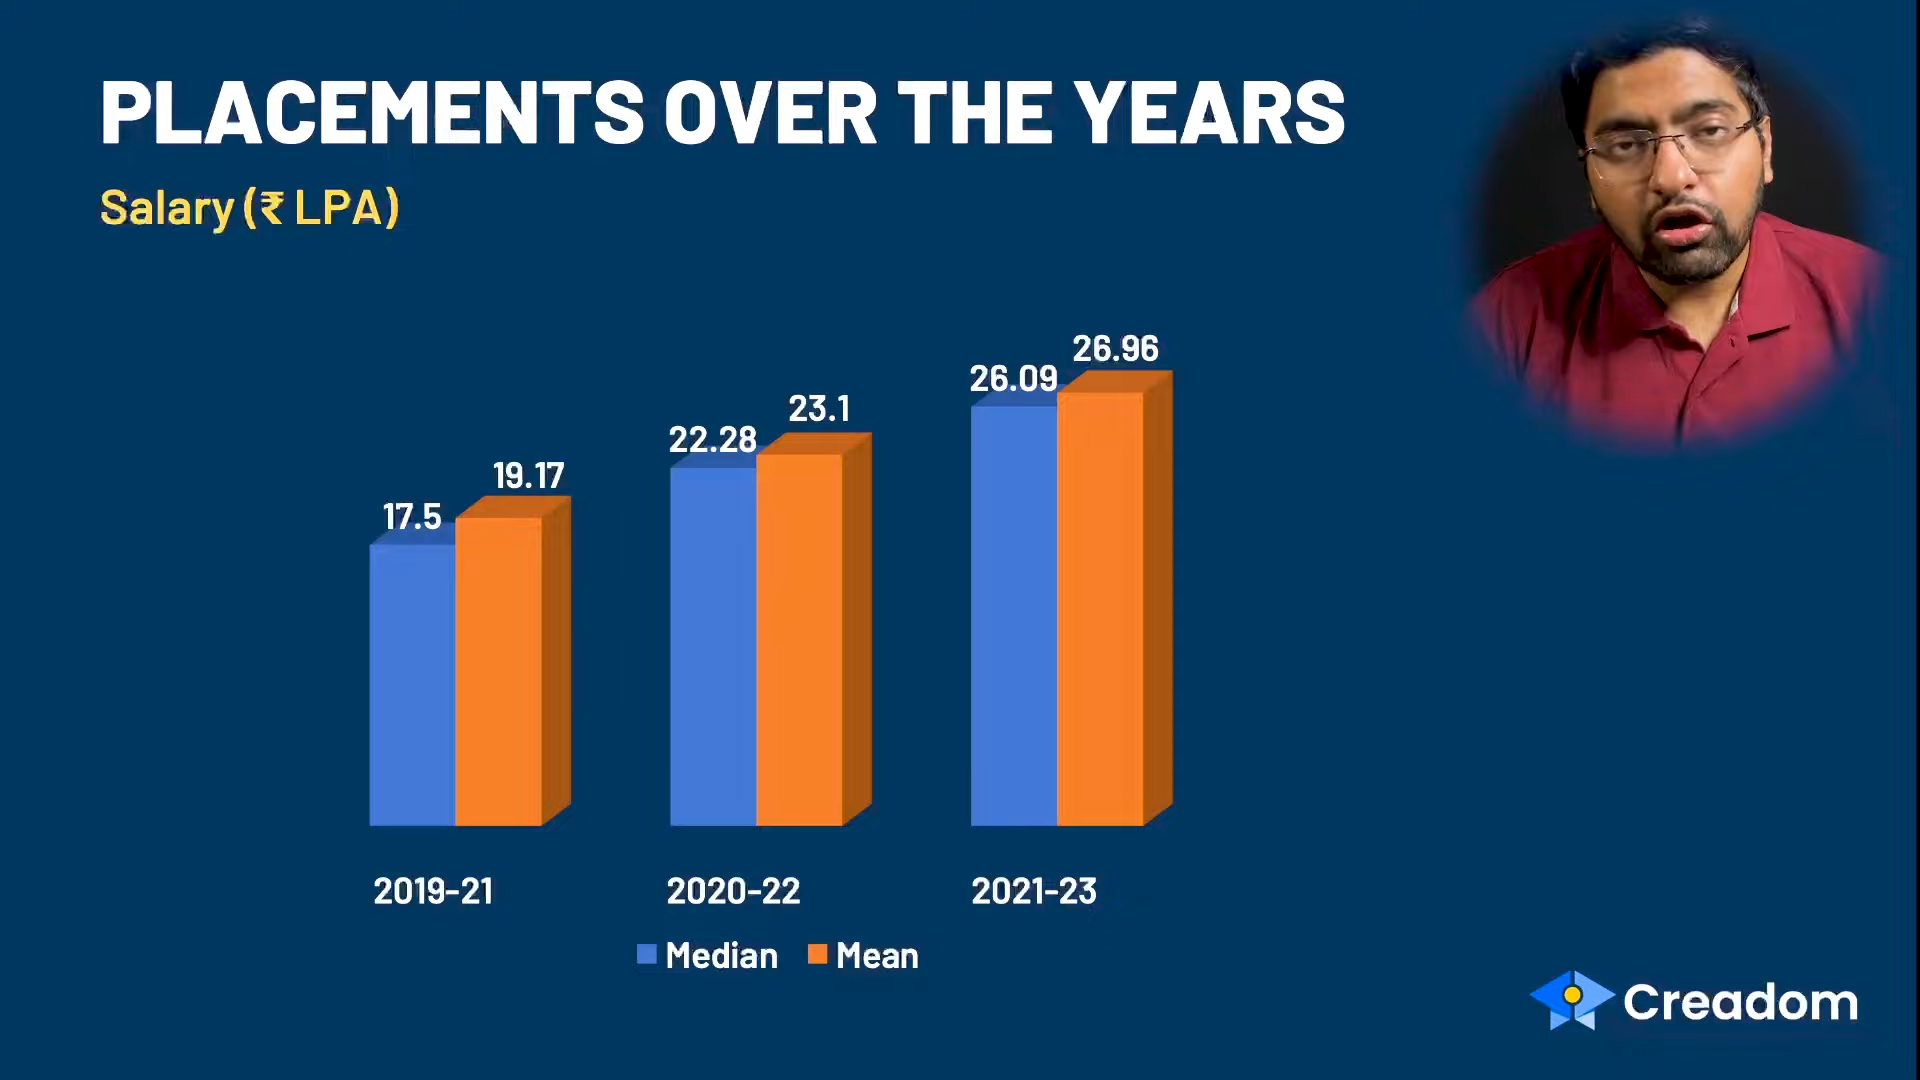 PLACEMENTS OVER THE YEARS
Salary (₹ LPA)
17.5
19.17
22.28
23.1
26.09
26.96
2019-21
2020-22
2021-23
Median
Mean
Creadom